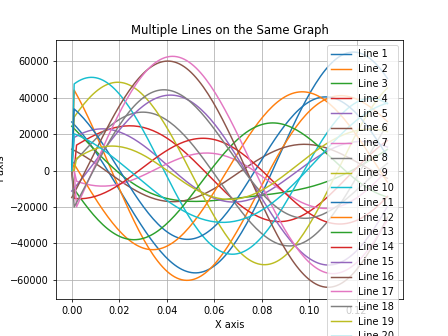 Multiple Lines on the Same Graph
60000
40000
20000
0
−20000
−40000
−60000
0.00
0.02
0.04
0.06
0.08
0.10
X axis
axis
Line 1
Line 2
Line 3
Line 4
Line 5
Line 6
Line 7
Line 8
Line 9
Line 10
Line 11
Line 12
Line 13
Line 14
Line 15
Line 16
Line 17
Line 18
Line 19
Line 20